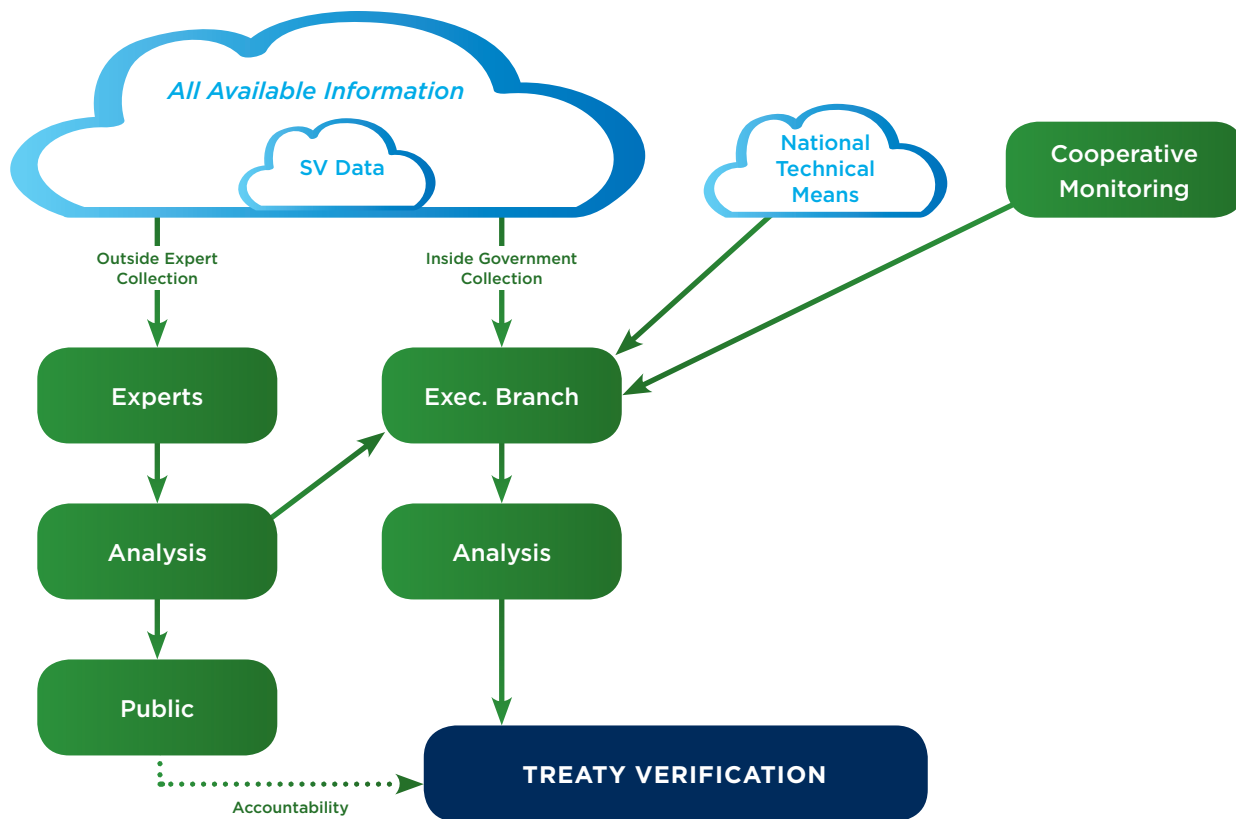 All Available Information
SV Data
National
Technical
Means
Cooperative
Monitoring
Outside Expert
Collection
Inside Government
Collection
Experts
Exec. Branch
Analysis
Analysis
Public
TREATY VERIFICATION
Accountability